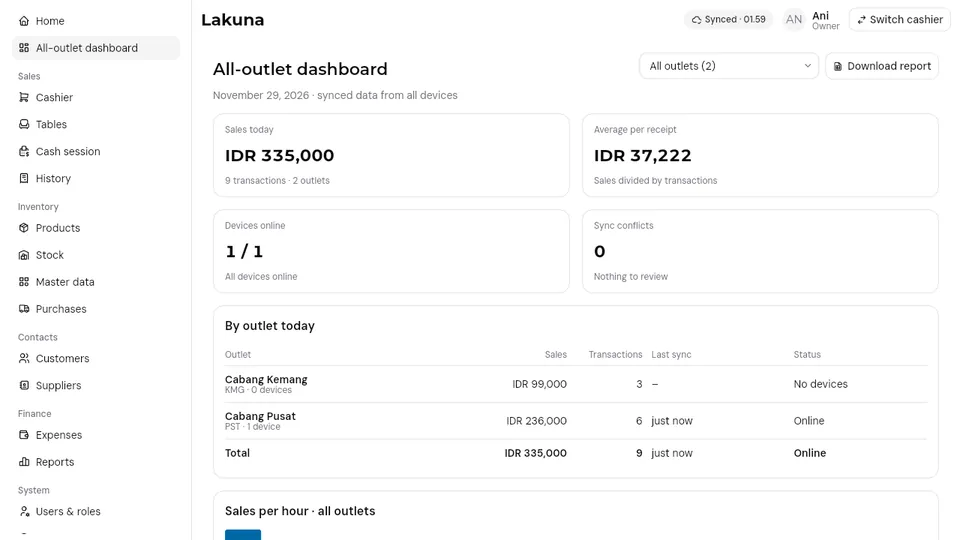 Lakuna
Synced · 01.59
AN
Ani
Owner
Switch cashier
Home
All-outlet dashboard
Sales
Cashier
Tables
Cash session
History
Inventory
Products
Stock
Master data
Purchases
Contacts
Customers
Suppliers
Finance
Expenses
Reports
System
Users & roles
All-outlet dashboard
All outlets (2)
Download report
November 29, 2026 · synced data from all devices
Sales today
IDR 335,000
9 transactions · 2 outlets
Average per receipt
IDR 37,222
Sales divided by transactions
Devices online
1 / 1
All devices online
Sync conflicts
0
Nothing to review
By outlet today
Outlet Sales Transactions Last sync Status
Cabang Kemang IDR 99,000 3 – No devices
KMG · 0 devices
Cabang Pusat IDR 236,000 6 just now Online
PST · 1 device
Total IDR 335,000 9 just now Online
Sales per hour · all outlets